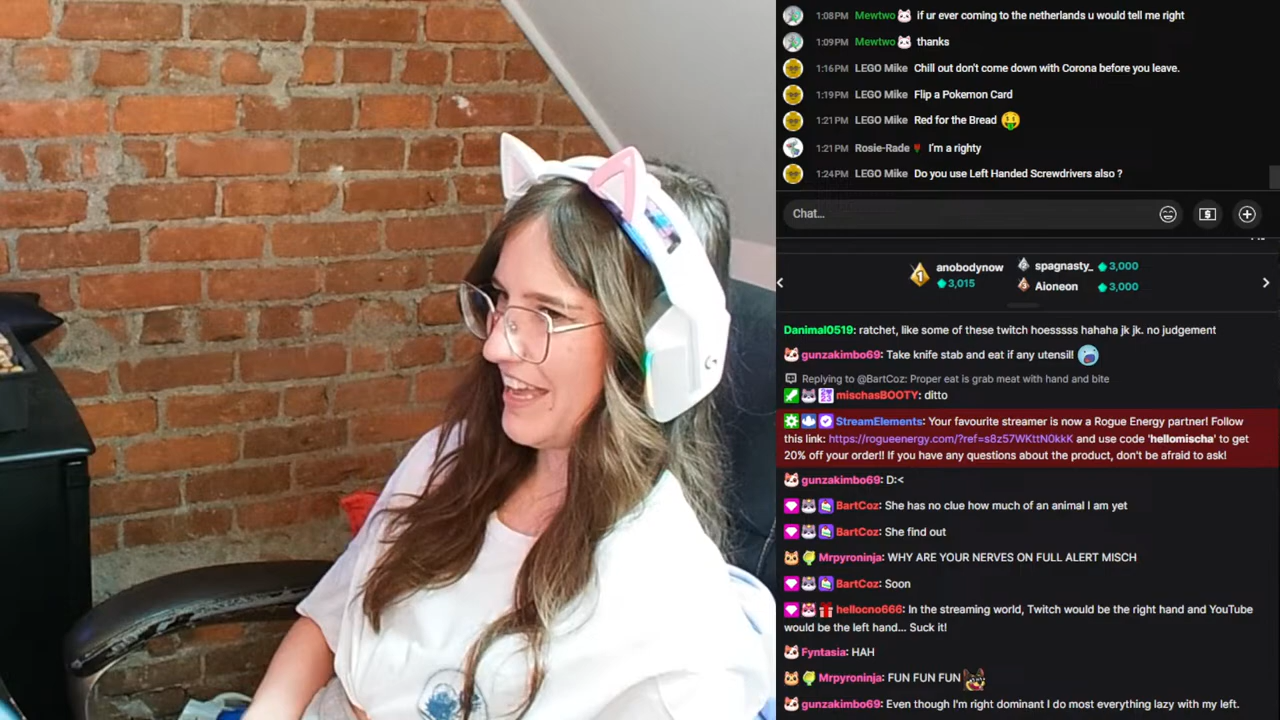 1:08PM Mewtwo if ur ever coming to the netherlands u would tell me right
1:09PM Mewtwo thanks
1:16PM LEGO Mike Chill out don't come down with Corona before you leave.
1:19PM LEGO Mike Flip a Pokemon Card
1:21PM LEGO Mike Red for the Bread
1:21PM Rosie-Rade I'm a righty
1:24PM LEGO Mike Do you use Left Handed Screwdrivers also ?
Chat...
1 anobodynow 3,015
2 spagnasty_ 3,000
3 Aioneon 3,000
Danimal0519: ratchet, like some of these twitch hoesssss hahaha jk jk. no judgement
gunzakimbo69: Take knife stab and eat if any utensil!
Replying to @BartCoz: Proper eat is grab meat with hand and bite
mischasBOOTY: ditto
StreamElements: Your favourite streamer is now a Rogue Energy partner! Follow
this link: https://rogueenergy.com/?ref=s8z57WKttN0kkK and use code 'hellomischa' to get
20% off your order!! If you have any questions about the product, don't be afraid to ask!
gunzakimbo69: D:<
BartCoz: She has no clue how much of an animal I am yet
BartCoz: She find out
Mrpyroninja: WHY ARE YOUR NERVES ON FULL ALERT MISCH
BartCoz: Soon
hellocno666: In the streaming world, Twitch would be the right hand and YouTube
would be the left hand... Suck it!
Fyntasia: HAH
Mrpyroninja: FUN FUN FUN
gunzakimbo69: Even though I'm right dominant I do most everything lazy with my left.